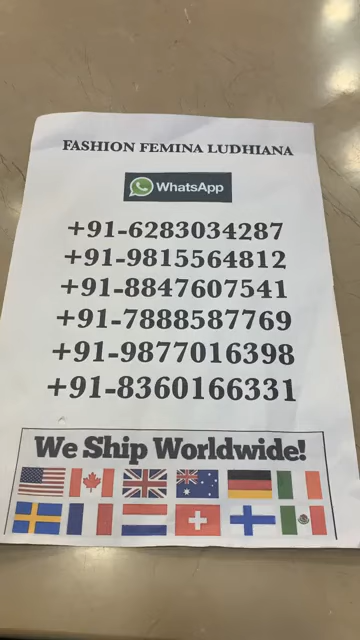 FASHION FEMINA LUDHIANA
WhatsApp
+91-6283034287
+91-9815564812
+91-8847607541
+91-7888587769
+91-9877016398
+91-8360166331
We Ship Worldwide!